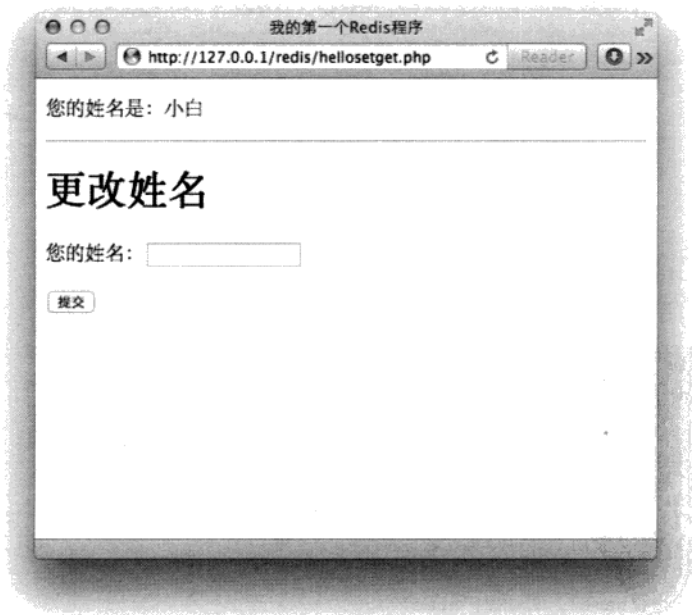 我的第一个Redis程序
http://127.0.0.1/redis/hellosetget.php
Reader
您的姓名是：小白
更改姓名
您的姓名：
提交